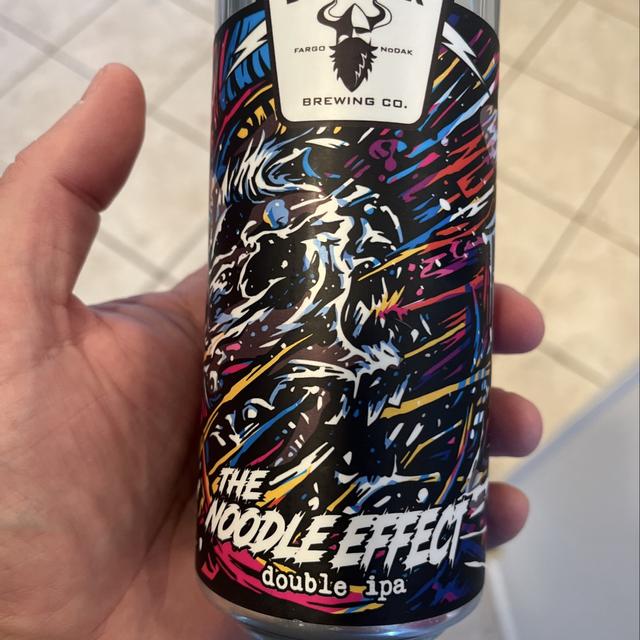 FARGO NoDAK
BREWING CO.
THE
NOODLE EFFECT
double ipa